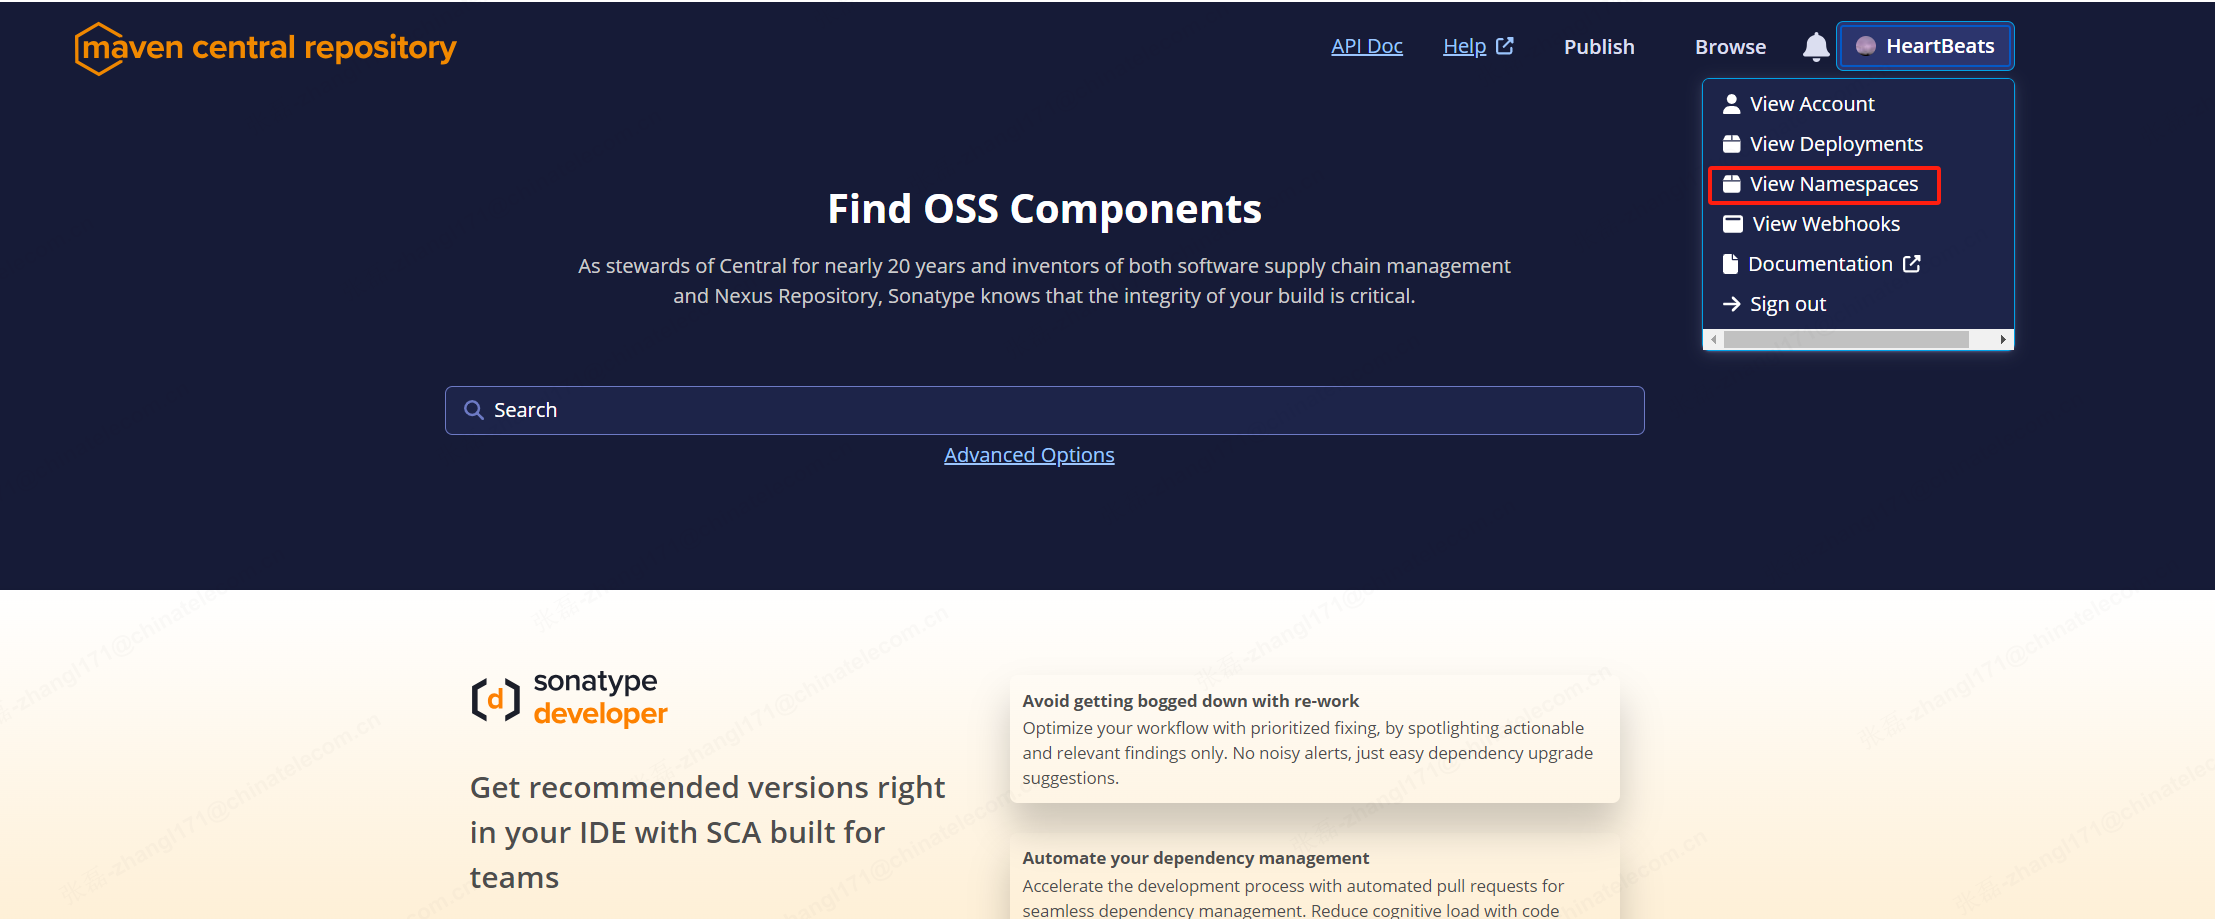 maven central repository
API Doc
Help
Publish
Browse
HeartBeats
View Account
View Deployments
View Namespaces
View Webhooks
Documentation
Sign out
Find OSS Components
As stewards of Central for nearly 20 years and inventors of both software supply chain management
and Nexus Repository, Sonatype knows that the integrity of your build is critical.
Search
Advanced Options
sonatype
developer
Get recommended versions right
in your IDE with SCA built for
teams
Avoid getting bogged down with re-work
Optimize your workflow with prioritized fixing, by spotlighting actionable
and relevant findings only. No noisy alerts, just easy dependency upgrade
suggestions.
Automate your dependency management
Accelerate the development process with automated pull requests for
seamless dependency management. Reduce cognitive load with code
张磊-zhangl171@chinatelecom.cn